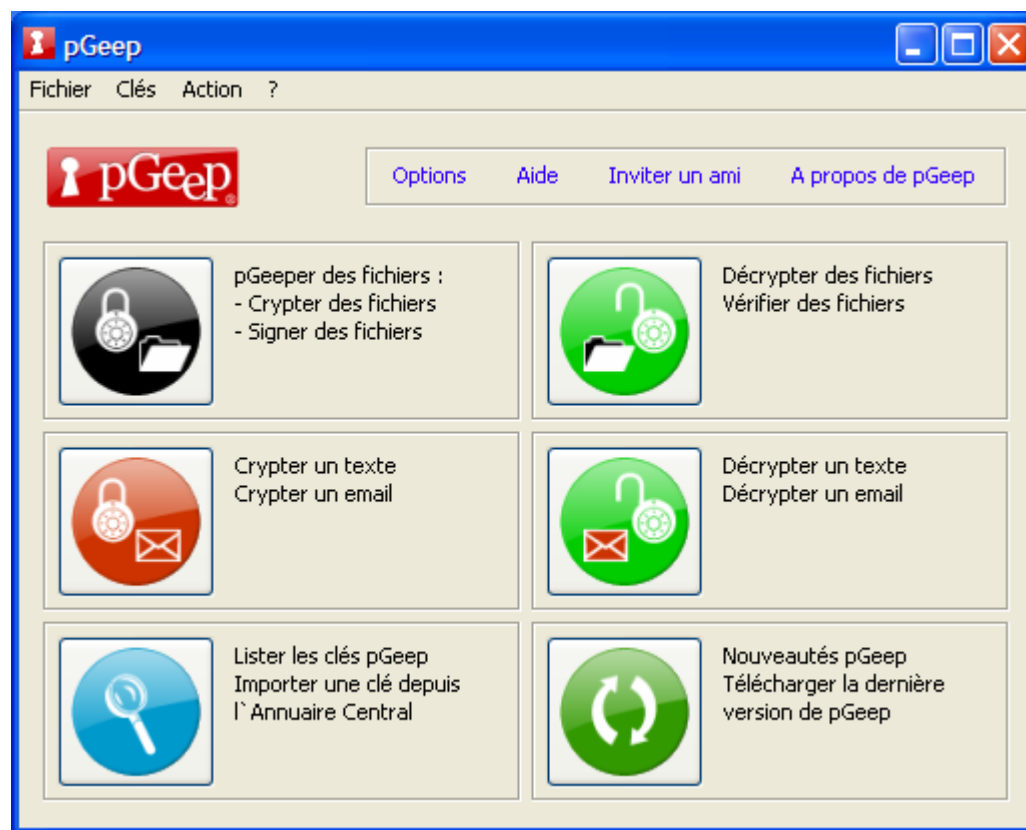 pGeep
Fichier Clés Action ?
pGeep®
Options Aide Inviter un ami A propos de pGeep
pGeeper des fichiers :
- Crypter des fichiers
- Signer des fichiers
Décrypter des fichiers
Vérifier des fichiers
Crypter un texte
Crypter un email
Décrypter un texte
Décrypter un email
Lister les clés pGeep
Importer une clé depuis
l`Annuaire Central
Nouveautés pGeep
Télécharger la dernière
version de pGeep